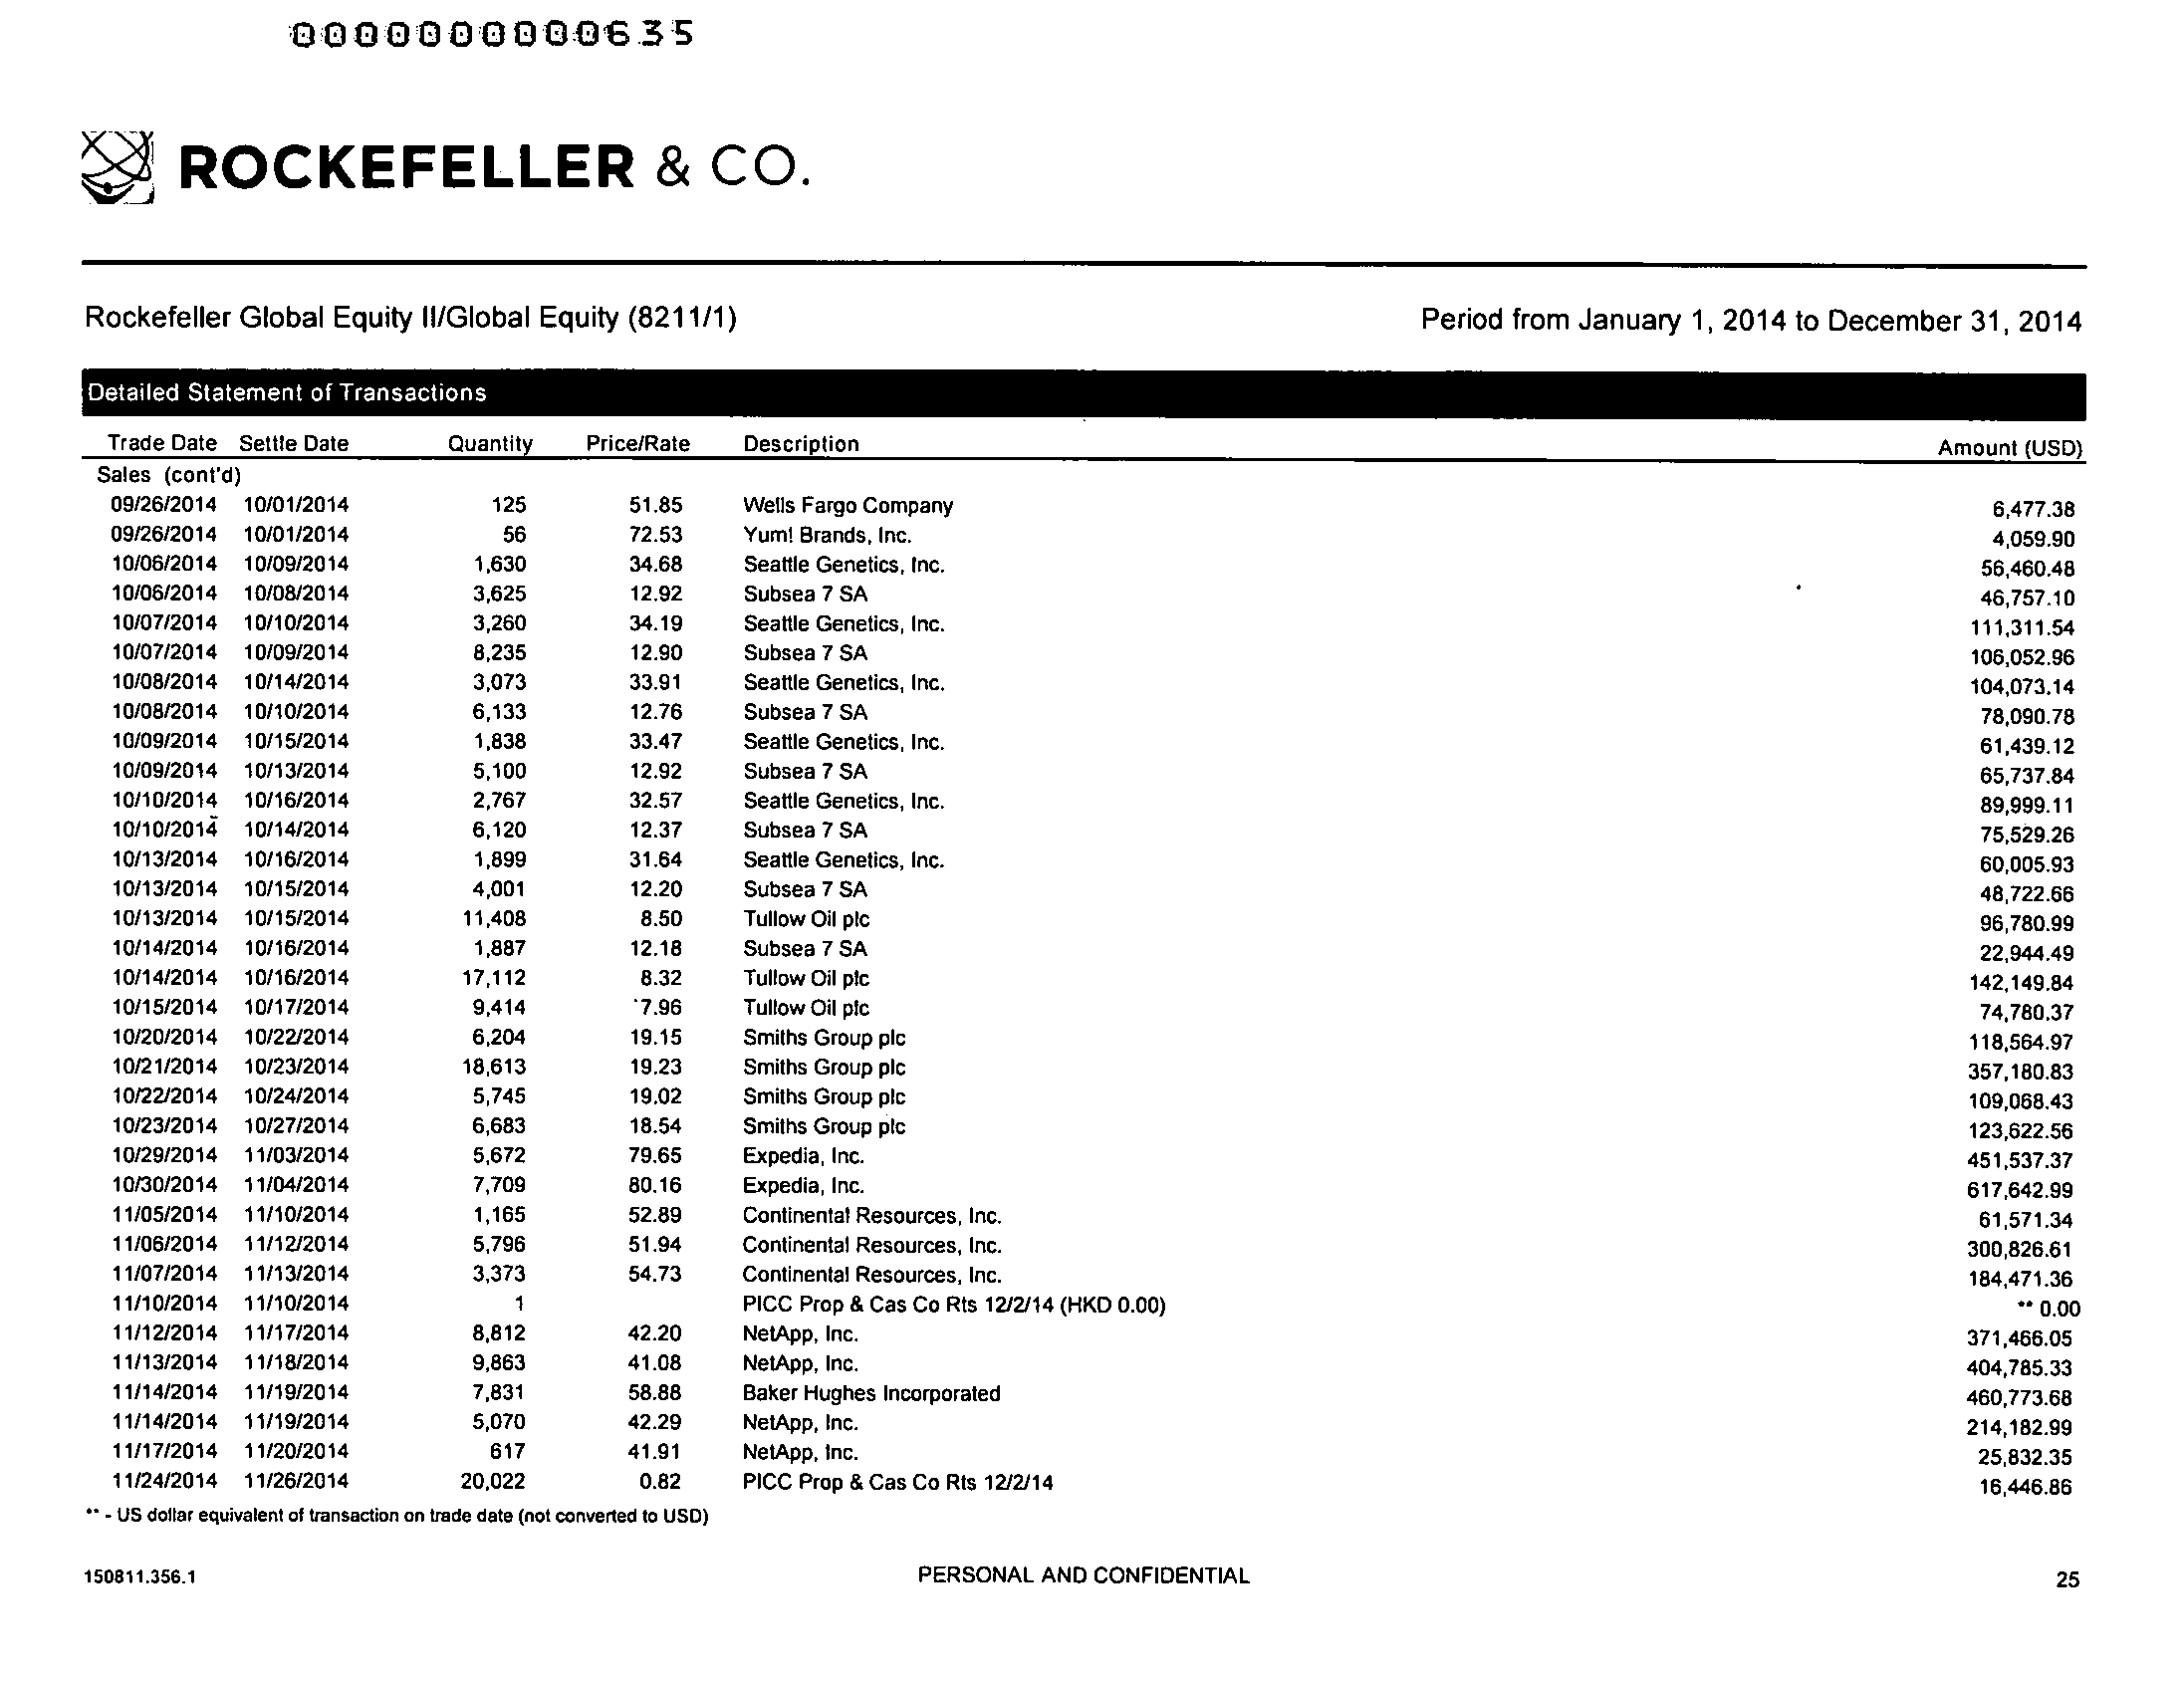 0000000000635
ROCKEFELLER & CO.
Rockefeller Global Equity II/Global Equity (8211/1) Period from January 1, 2014 to December 31, 2014
Detailed Statement of Transactions
Trade Date Settle Date Quantity Price/Rate Description Amount (USD)
Sales (cont'd)
09/26/2014 10/01/2014 125 51.85 Wells Fargo Company 6,477.38
09/26/2014 10/01/2014 56 72.53 Yum! Brands, Inc. 4,059.90
10/06/2014 10/09/2014 1,630 34.68 Seattle Genetics, Inc. 56,460.48
10/06/2014 10/08/2014 3,625 12.92 Subsea 7 SA 46,757.10
10/07/2014 10/10/2014 3,260 34.19 Seattle Genetics, Inc. 111,311.54
10/07/2014 10/09/2014 8,235 12.90 Subsea 7 SA 106,052.96
10/08/2014 10/14/2014 3,073 33.91 Seattle Genetics, Inc. 104,073.14
10/08/2014 10/10/2014 6,133 12.76 Subsea 7 SA 78,090.78
10/09/2014 10/15/2014 1,838 33.47 Seattle Genetics, Inc. 61,439.12
10/09/2014 10/13/2014 5,100 12.92 Subsea 7 SA 65,737.84
10/10/2014 10/16/2014 2,767 32.57 Seattle Genetics, Inc. 89,999.11
10/10/2014 10/14/2014 6,120 12.37 Subsea 7 SA 75,529.26
10/13/2014 10/16/2014 1,899 31.64 Seattle Genetics, Inc. 60,005.93
10/13/2014 10/15/2014 4,001 12.20 Subsea 7 SA 48,722.66
10/13/2014 10/15/2014 11,408 8.50 Tullow Oil plc 96,780.99
10/14/2014 10/16/2014 1,887 12.18 Subsea 7 SA 22,944.49
10/14/2014 10/16/2014 17,112 8.32 Tullow Oil plc 142,149.84
10/15/2014 10/17/2014 9,414 7.96 Tullow Oil plc 74,780.37
10/20/2014 10/22/2014 6,204 19.15 Smiths Group plc 118,564.97
10/21/2014 10/23/2014 18,613 19.23 Smiths Group plc 357,180.83
10/22/2014 10/24/2014 5,745 19.02 Smiths Group plc 109,068.43
10/23/2014 10/27/2014 6,683 18.54 Smiths Group plc 123,622.56
10/29/2014 11/03/2014 5,672 79.65 Expedia, Inc. 451,537.37
10/30/2014 11/04/2014 7,709 80.16 Expedia, Inc. 617,642.99
11/05/2014 11/10/2014 1,165 52.89 Continental Resources, Inc. 61,571.34
11/06/2014 11/12/2014 5,796 51.94 Continental Resources, Inc. 300,826.61
11/07/2014 11/13/2014 3,373 54.73 Continental Resources, Inc. 184,471.36
11/10/2014 11/10/2014 1 PICC Prop & Cas Co Rts 12/2/14 (HKD 0.00) ** 0.00
11/12/2014 11/17/2014 8,812 42.20 NetApp, Inc. 371,466.05
11/13/2014 11/18/2014 9,863 41.08 NetApp, Inc. 404,785.33
11/14/2014 11/19/2014 7,831 58.88 Baker Hughes Incorporated 460,773.68
11/14/2014 11/19/2014 5,070 42.29 NetApp, Inc. 214,182.99
11/17/2014 11/20/2014 617 41.91 NetApp, Inc. 25,832.35
11/24/2014 11/26/2014 20,022 0.82 PICC Prop & Cas Co Rts 12/2/14 16,446.86
** - US dollar equivalent of transaction on trade date (not converted to USD)
150811.356.1 PERSONAL AND CONFIDENTIAL 25